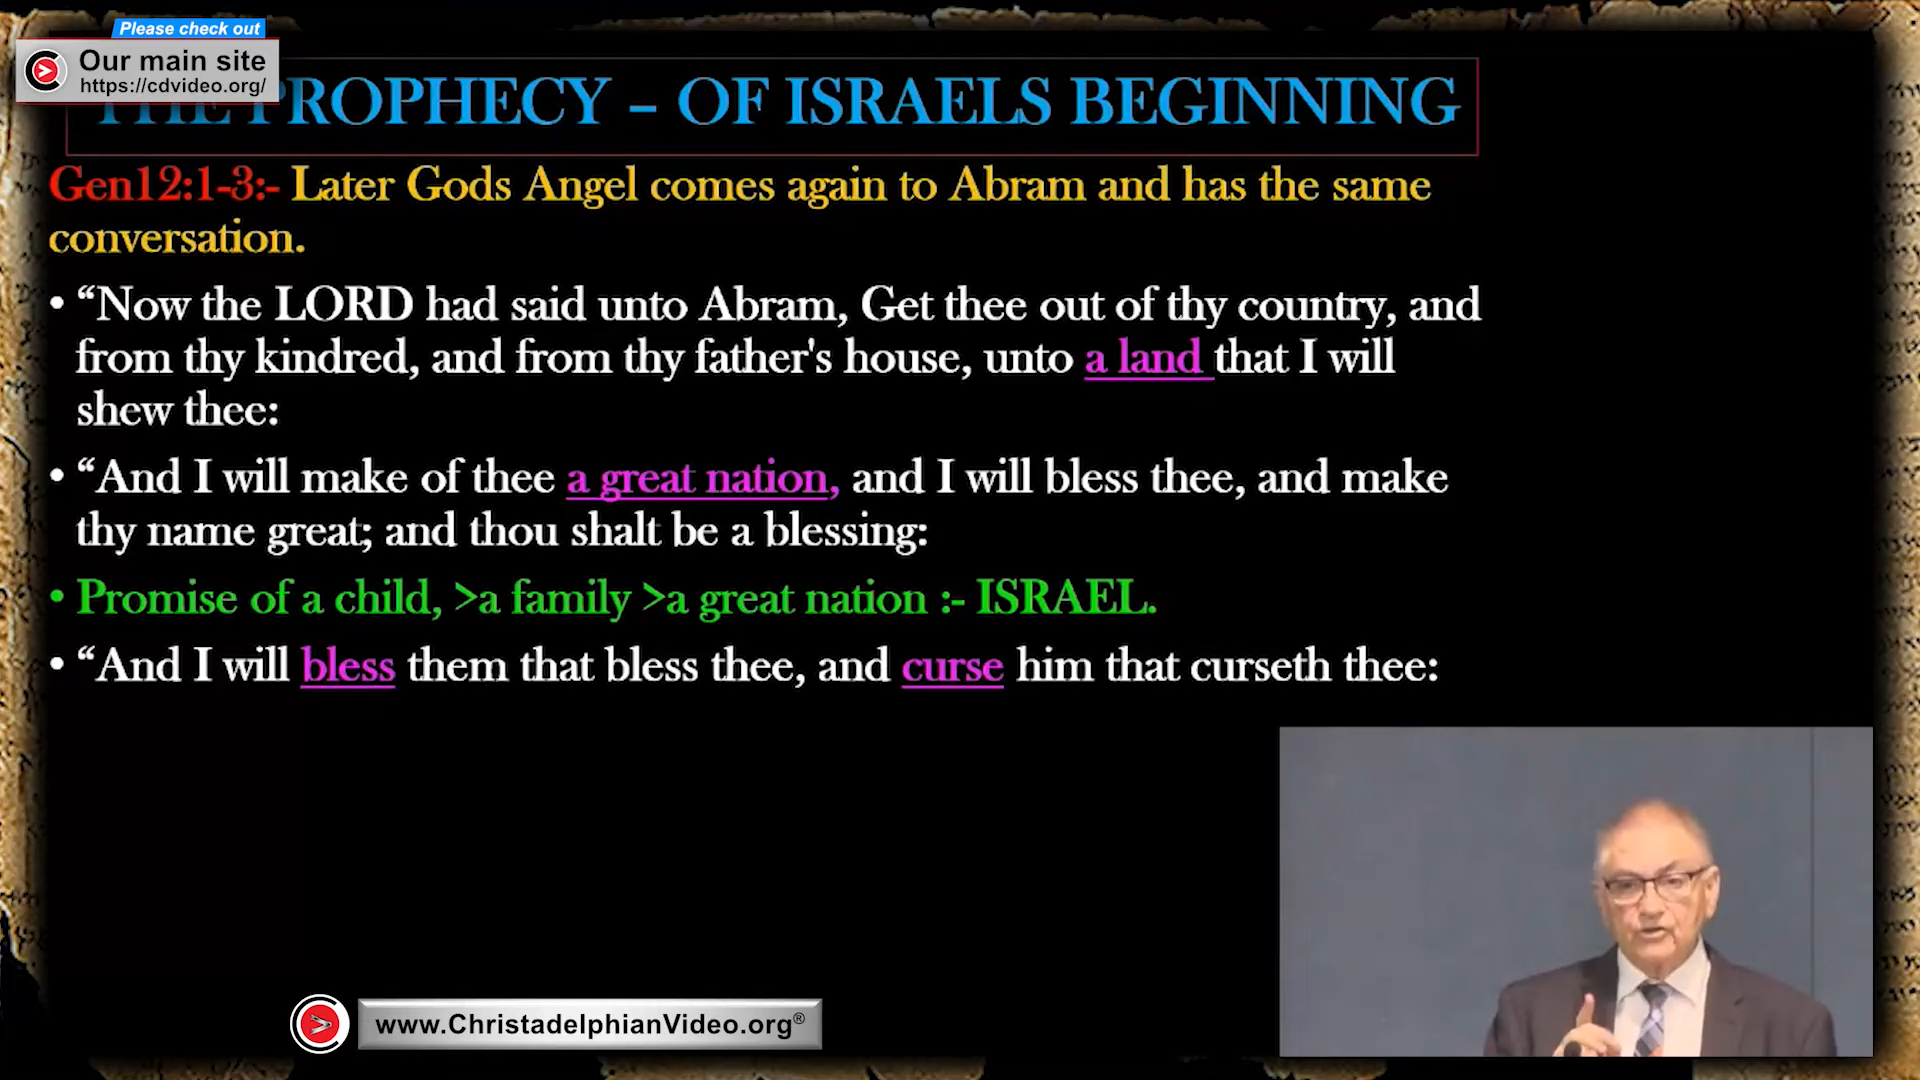 Please check out
Our main site
https://cdvideo.org/
THE PROPHECY – OF ISRAELS BEGINNING
Gen12:1-3:- Later Gods Angel comes again to Abram and has the same
conversation.
• “Now the LORD had said unto Abram, Get thee out of thy country, and
from thy kindred, and from thy father's house, unto a land that I will
shew thee:
• “And I will make of thee a great nation, and I will bless thee, and make
thy name great; and thou shalt be a blessing:
• Promise of a child, >a family >a great nation :- ISRAEL.
• “And I will bless them that bless thee, and curse him that curseth thee:
www.ChristadelphianVideo.org®